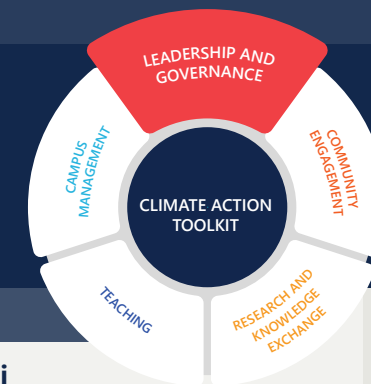 LEADERSHIP AND
GOVERNANCE
CAMPUS
MANAGEMENT
COMMUNITY
ENGAGEMENT
CLIMATE ACTION
TOOLKIT
TEACHING
RESEARCH AND
KNOWLEDGE
EXCHANGE
i